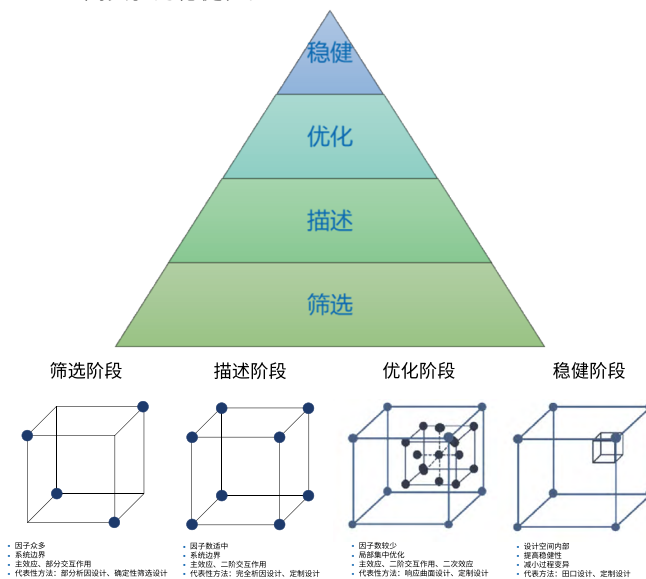 稳健
优化
描述
筛选
筛选阶段
描述阶段
优化阶段
稳健阶段
• 因子众多
• 系统边界
• 主效应、部分交互作用
• 代表性方法：部分析因设计、确定性筛选设计
• 因子数适中
• 系统边界
• 主效应、二阶交互作用
• 代表性方法：完全析因设计、定制设计
• 因子数较少
• 局部集中优化
• 主效应、二阶交互作用、二次效应
• 代表性方法：响应曲面设计、定制设计
• 设计空间内部
• 提高稳健性
• 减小过程变异
• 代表方法：田口设计、定制设计